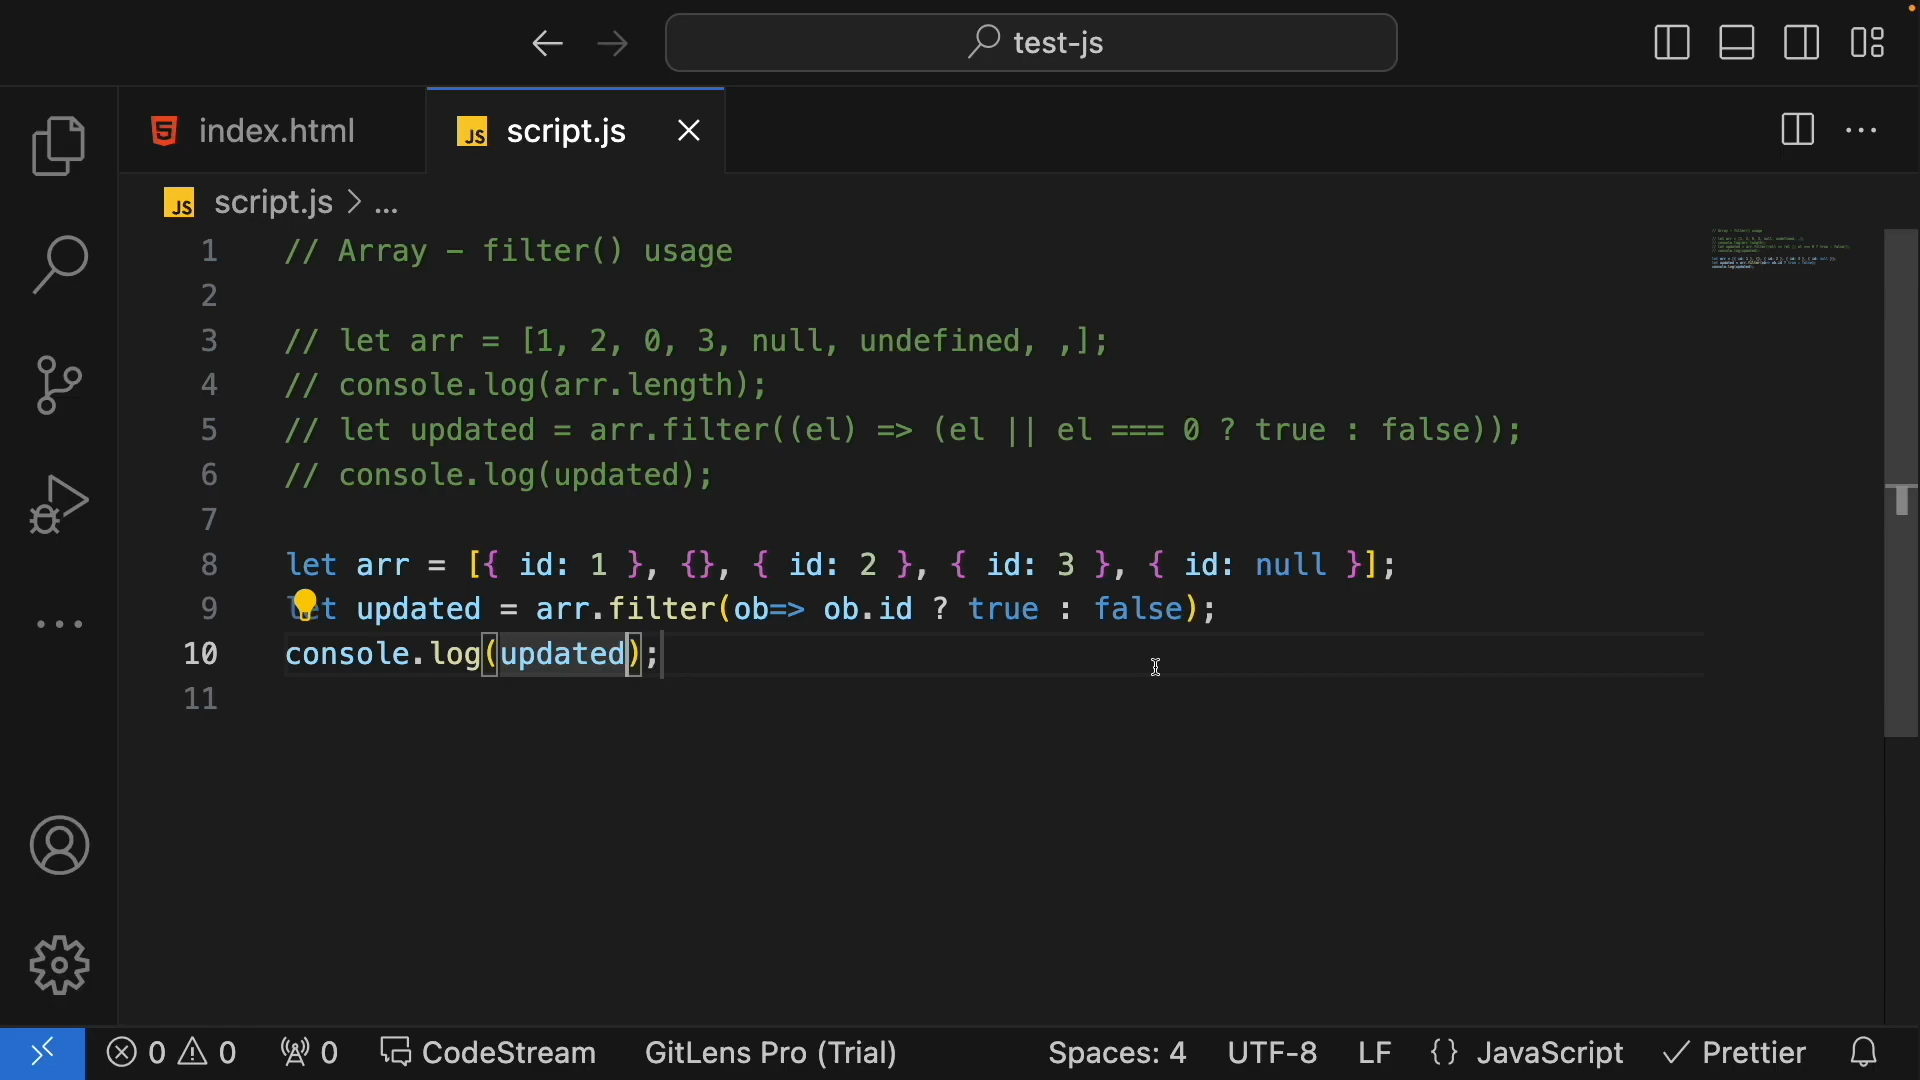 test-js
index.html
JS script.js
JS script.js > ...
1 // Array – filter() usage
2
3 // let arr = [1, 2, 0, 3, null, undefined, ,];
4 // console.log(arr.length);
5 // let updated = arr.filter((el) => (el || el === 0 ? true : false));
6 // console.log(updated);
7
8 let arr = [{ id: 1 }, {}, { id: 2 }, { id: 3 }, { id: null }];
9 let updated = arr.filter(ob=> ob.id ? true : false);
10 console.log(updated);
11
0 0 0 CodeStream GitLens Pro (Trial) Spaces: 4 UTF-8 LF {} JavaScript Prettier